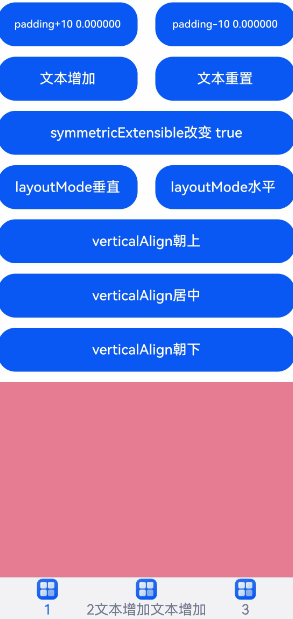 padding+10 0.000000 padding-10 0.000000
文本增加 文本重置
symmetricExtensible改变 true
layoutMode垂直 layoutMode水平
verticalAlign朝上
verticalAlign居中
verticalAlign朝下
1 2文本增加文本增加 3